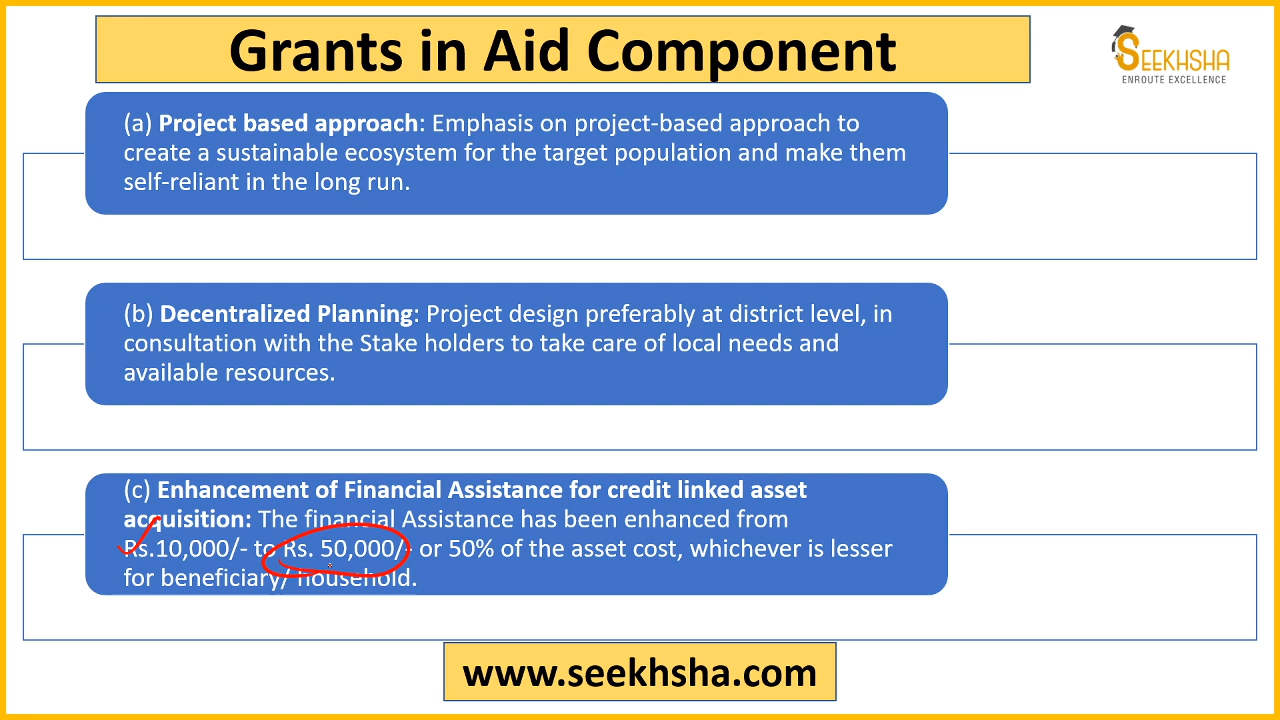 Grants in Aid Component
SEEKHSHA
ENROUTE EXCELLENCE
(a) Project based approach: Emphasis on project-based approach to
create a sustainable ecosystem for the target population and make them
self-reliant in the long run.
(b) Decentralized Planning: Project design preferably at district level, in
consultation with the Stake holders to take care of local needs and
available resources.
(c) Enhancement of Financial Assistance for credit linked asset
acquisition: The financial Assistance has been enhanced from
Rs.10,000/- to Rs. 50,000/- or 50% of the asset cost, whichever is lesser
for beneficiary/ household.
www.seekhsha.com